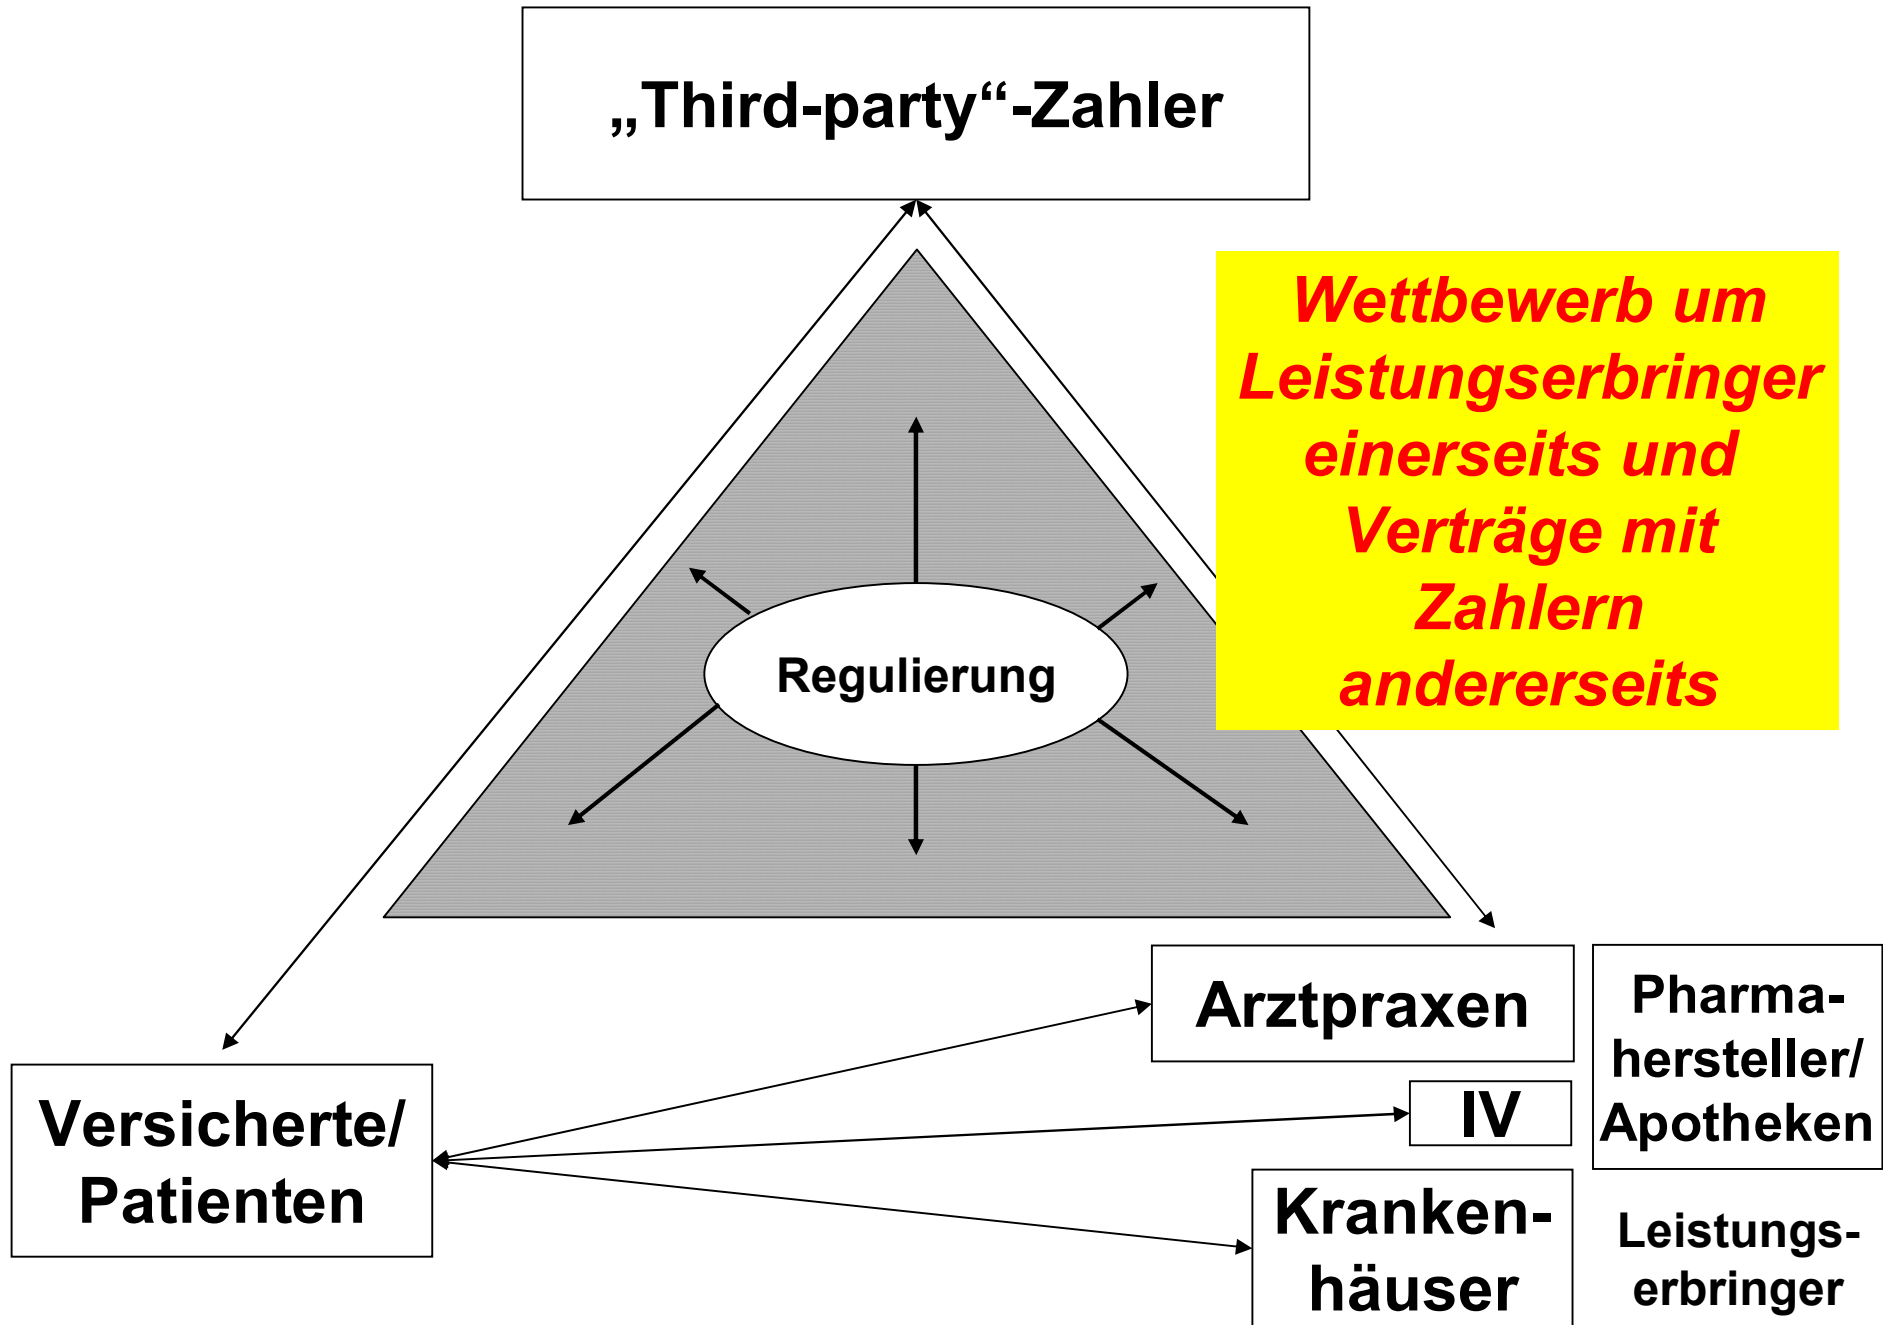 „Third-party“-Zahler
Wettbewerb um
Leistungserbringer
einerseits und
Verträge mit
Zahlern
andererseits
Regulierung
Arztpraxen
Pharma-
hersteller/
Apotheken
IV
Versicherte/
Patienten
Kranken-
häuser
Leistungs-
erbringer